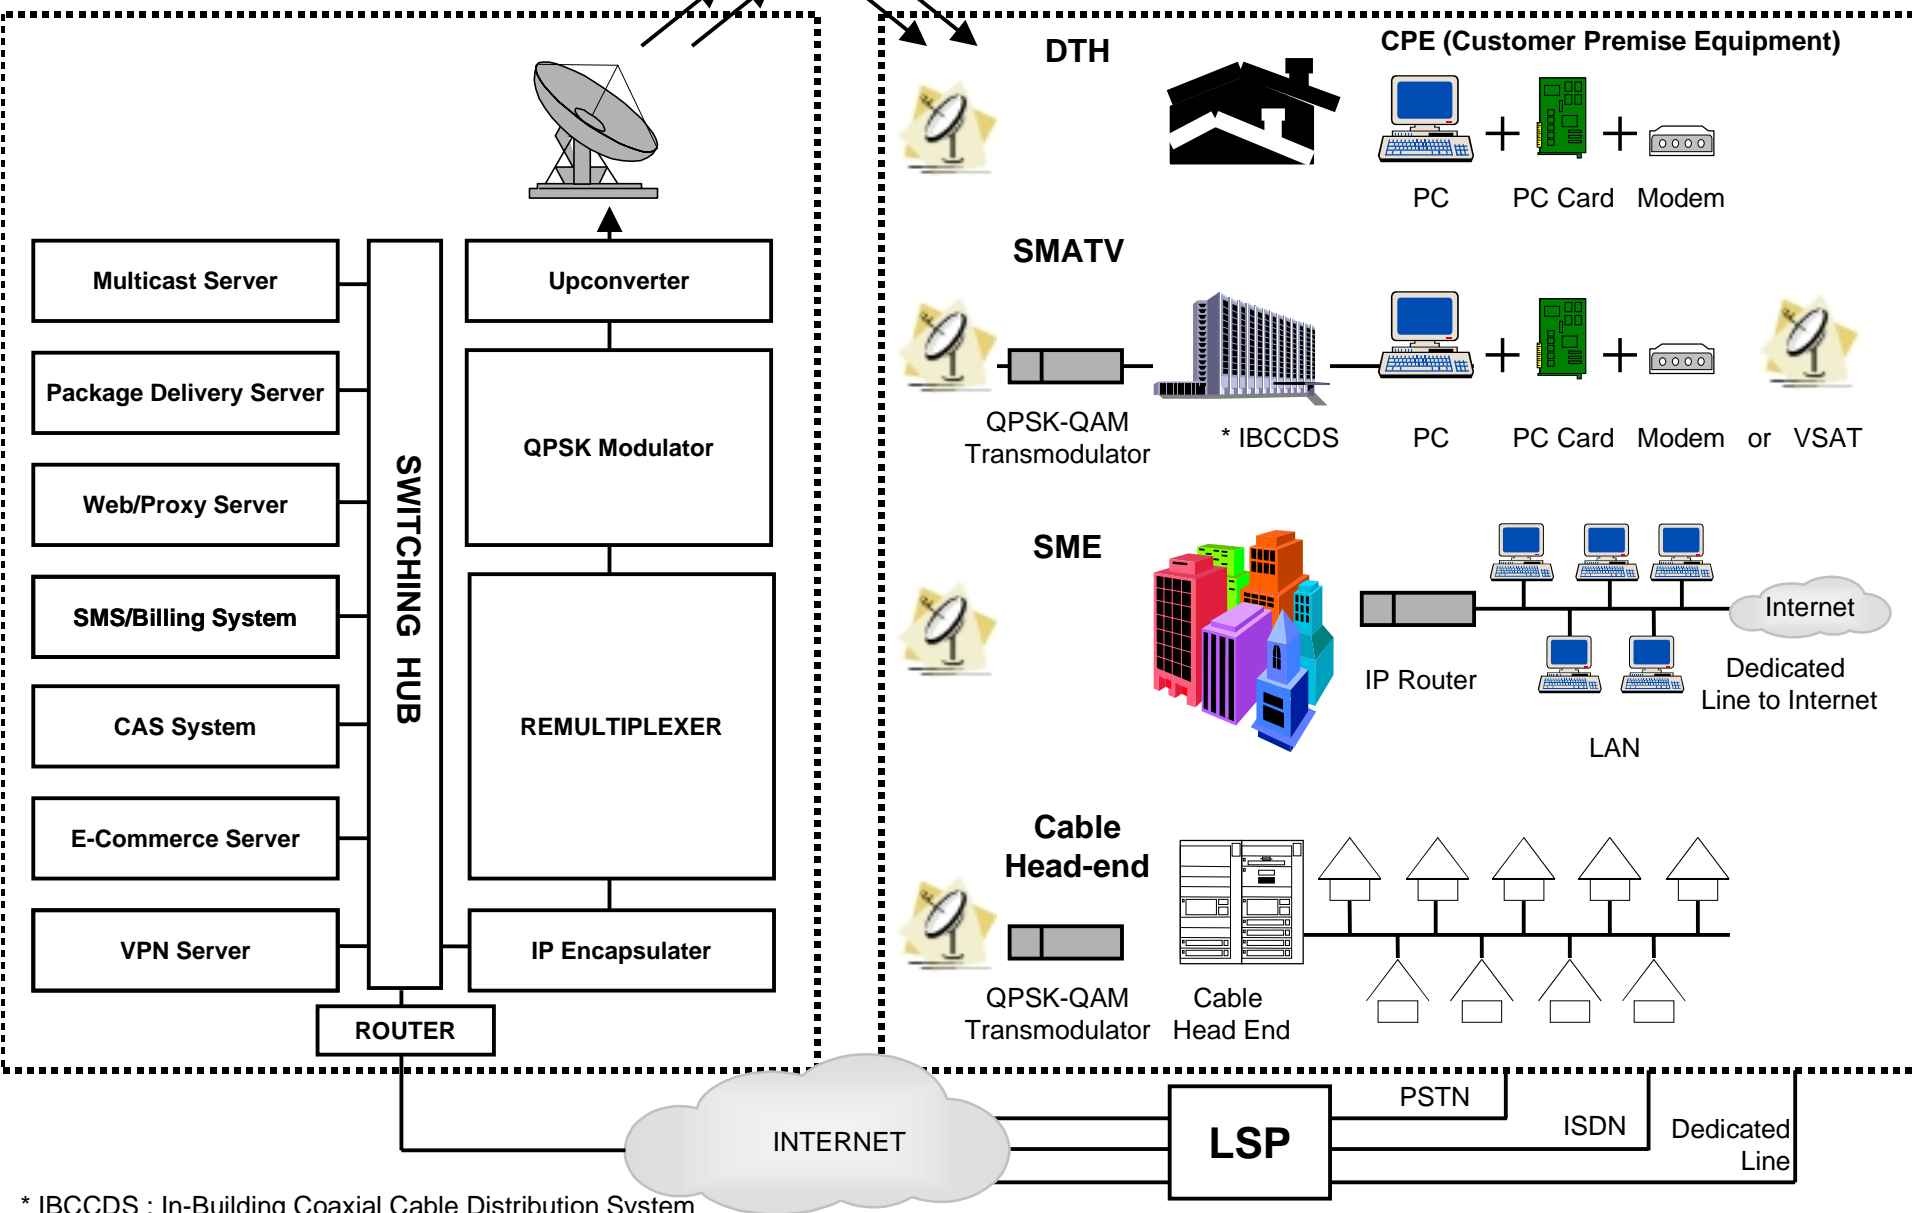 Multicast Server
Package Delivery Server
Web/Proxy Server
SMS/Billing System
CAS System
E-Commerce Server
VPN Server
SWITCHING HUB
Upconverter
QPSK Modulator
REMULTIPLEXER
IP Encapsulater
ROUTER
DTH
CPE (Customer Premise Equipment)
PC
PC Card
Modem
SMATV
QPSK-QAM
Transmodulator
* IBCCDS
PC
PC Card
Modem
or
VSAT
SME
IP Router
LAN
Internet
Dedicated
Line to Internet
Cable
Head-end
QPSK-QAM
Transmodulator
Cable
Head End
INTERNET
LSP
PSTN
ISDN
Dedicated
Line
* IBCCDS : In-Building Coaxial Cable Distribution System